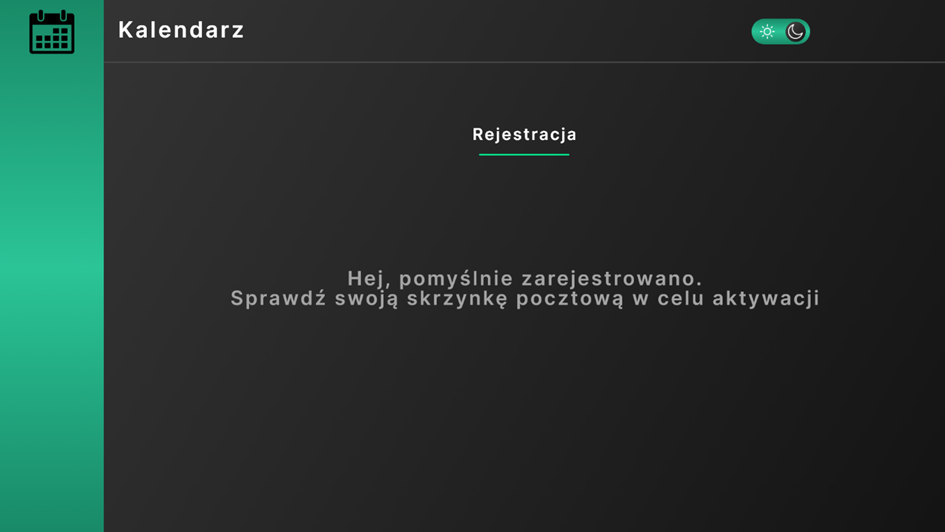 Kalendarz
Rejestracja
Hej, pomyślnie zarejestrowano.
Sprawdź swoją skrzynkę pocztową w celu aktywacji